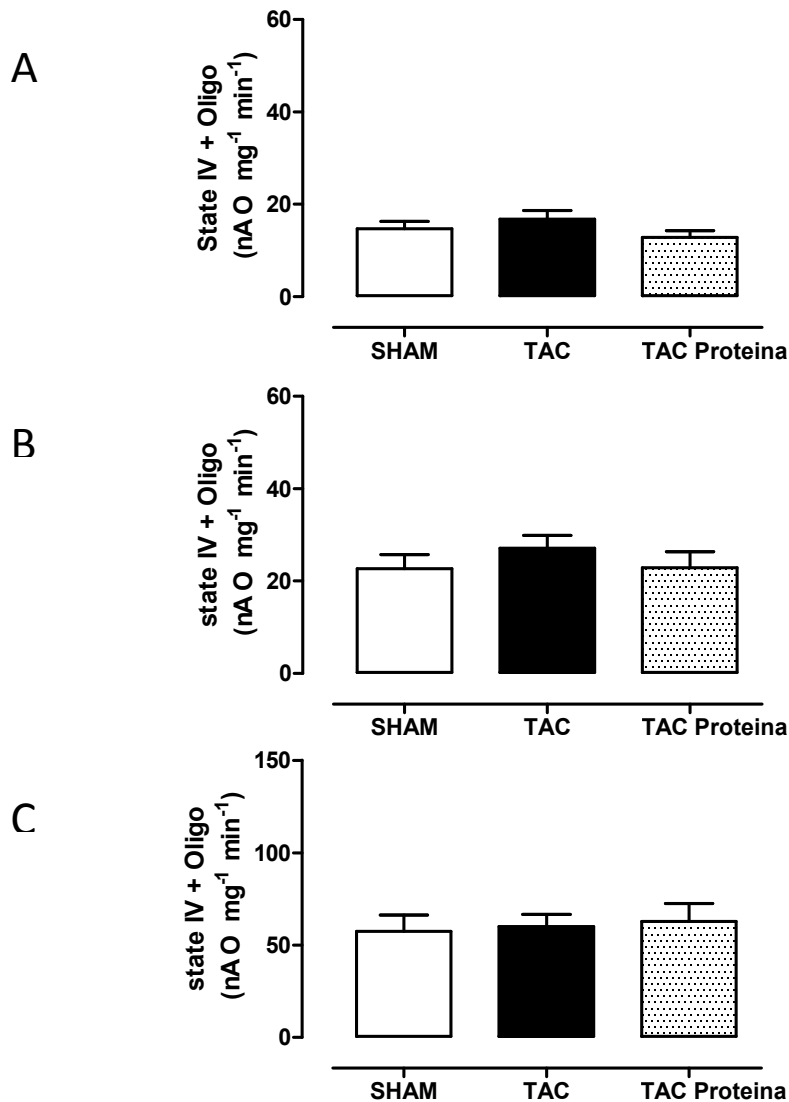 A
State IV + Oligo
(nA O mg⁻¹ min⁻¹)
60
40
20
0
SHAM TAC TAC Proteina
B
state IV + Oligo
(nA O mg⁻¹ min⁻¹)
60
40
20
0
SHAM TAC TAC Proteina
C
state IV + Oligo
(nA O mg⁻¹ min⁻¹)
150
100
50
0
SHAM TAC TAC Proteina